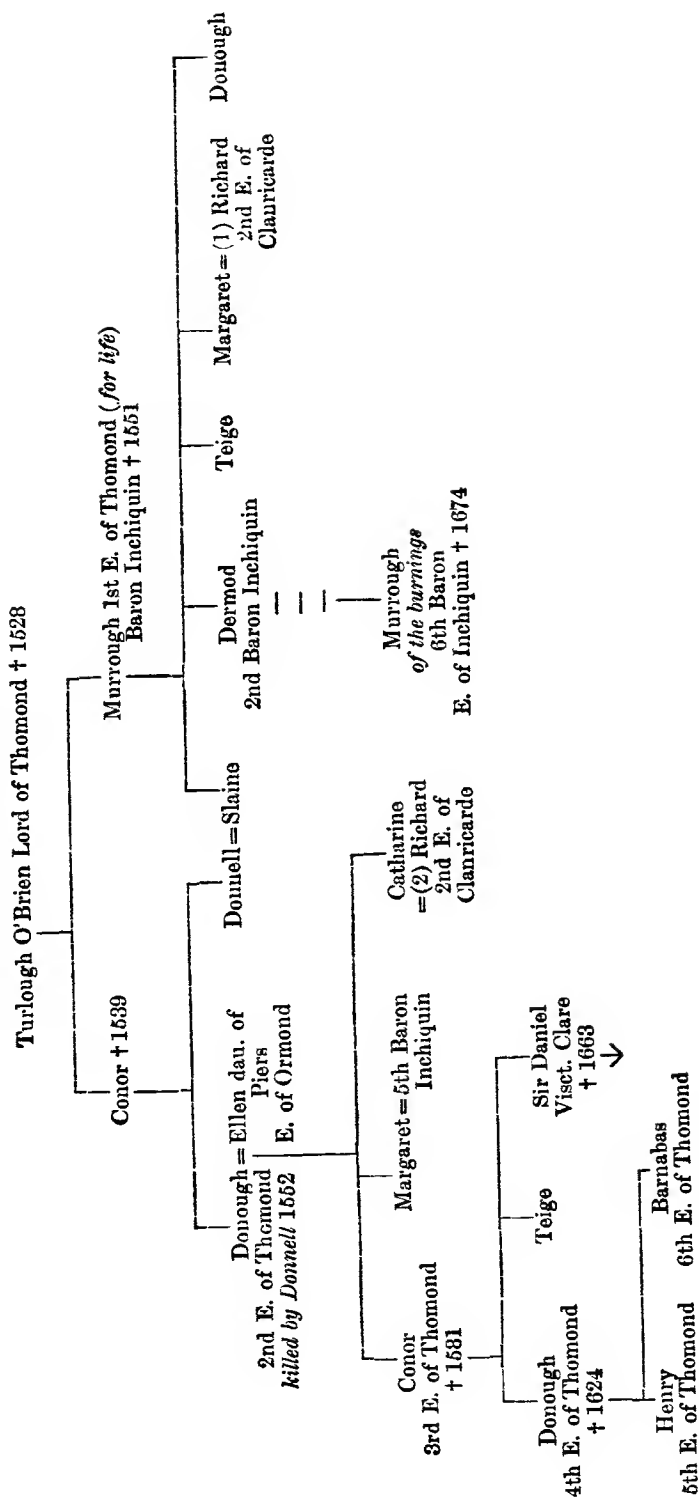 Turlough O'Brien Lord of Thomond † 1528
Conor † 1539
Murrough 1st E. of Thomond (for life)
Baron Inchiquin † 1551
Donough = Ellen dau. of
Piers
E. of Ormond
2nd E. of Thomond
killed by Donnell 1552
Donnell = Slaine
Dermod
2nd Baron Inchiquin
Teige
Margaret = (1) Richard
2nd E. of
Clanricarde
Donough
Conor
3rd E. of Thomond
† 1581
Margaret = 5th Baron
Inchiquin
Catharine
= (2) Richard
2nd E. of
Clanricarde
Murrough
of the burnings
6th Baron
E. of Inchiquin † 1674
Donough
4th E. of Thomond
† 1624
Teige
Sir Daniel
Visct. Clare
† 1663
Henry
5th E. of Thomond
Barnabas
6th E. of Thomond